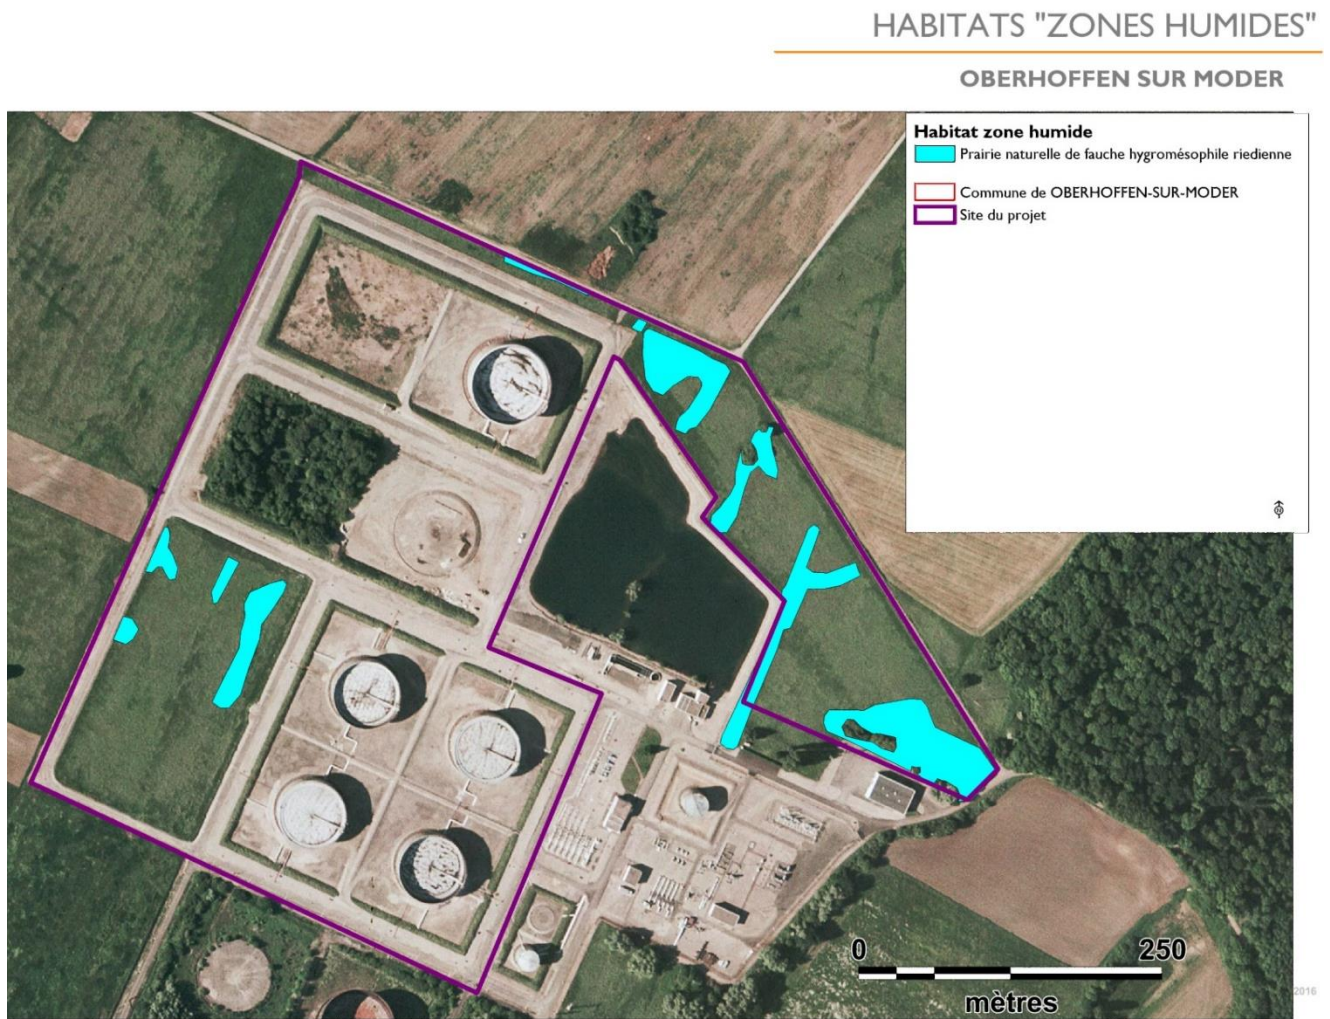 HABITATS "ZONES HUMIDES"
OBERHOFFEN SUR MODER
Habitat zone humide
Prairie naturelle de fauche hygromésophile riedienne
Commune de OBERHOFFEN-SUR-MODER
Site du projet
0 250
mètres
2016